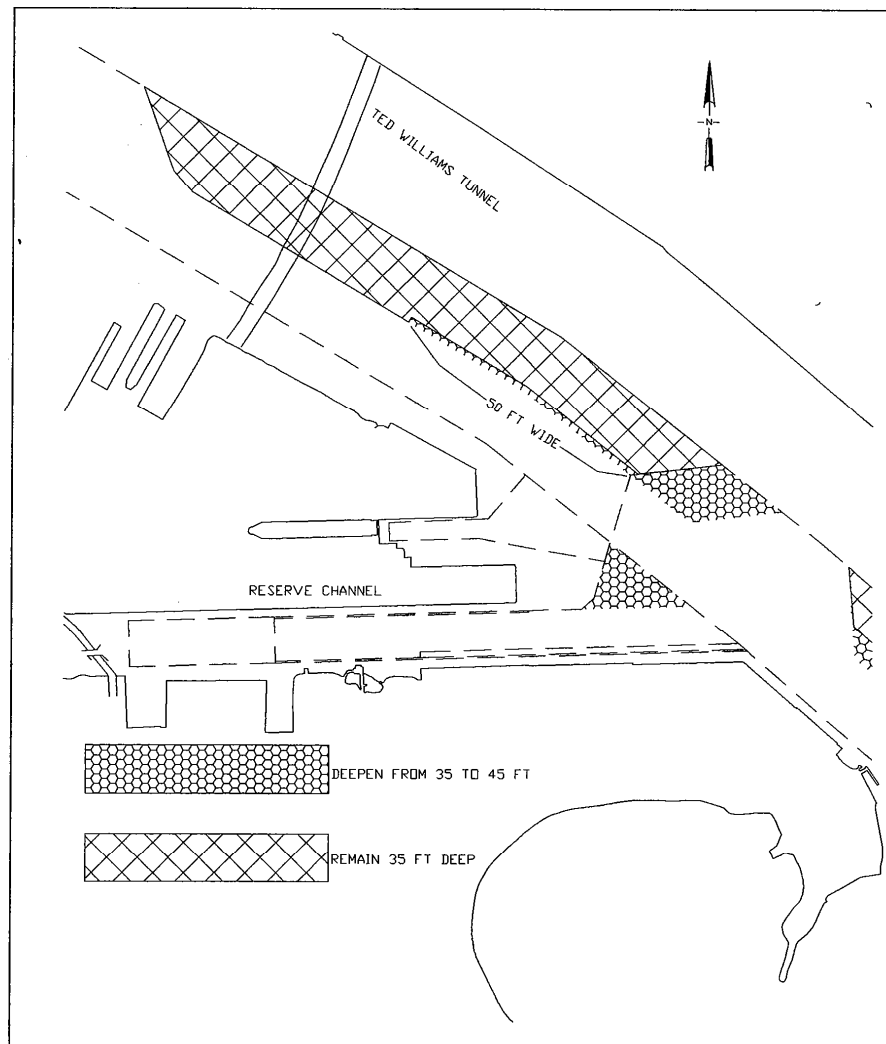 N
TED WILLIAMS TUNNEL
50 FT WIDE
RESERVE CHANNEL
DEEPEN FROM 35 TO 45 FT
REMAIN 35 FT DEEP